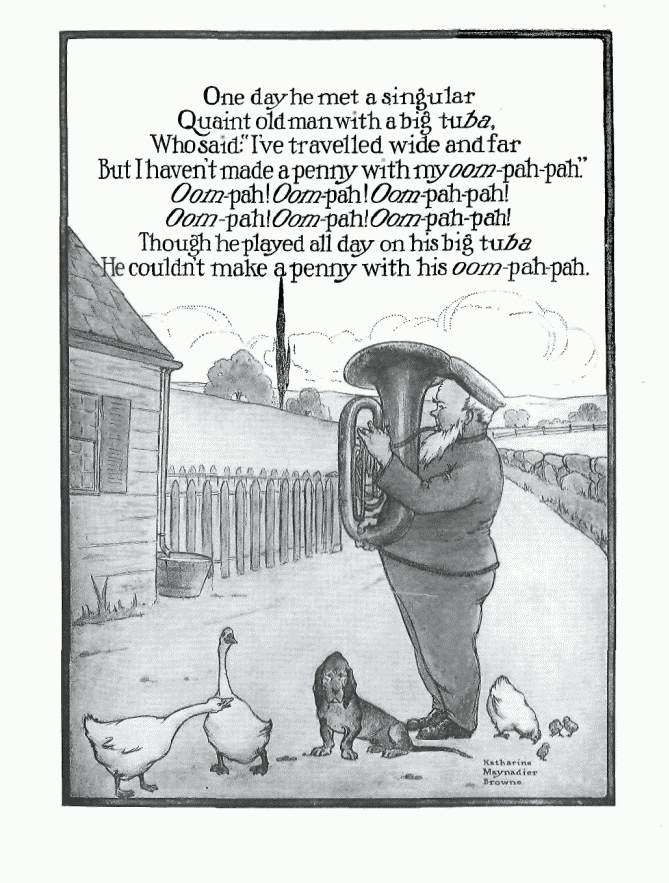 One day he met a singular
Quaint old man with a big tuba,
Who said: "I've travelled wide and far
But I haven't made a penny with my oom-pah-pah."
Oom-pah! Oom-pah! Oom-pah-pah!
Oom-pah! Oom-pah! Oom-pah-pah!
Though he played all day on his big tuba
He couldn't make a penny with his oom-pah-pah.
Katharine
Maynadier
Browne